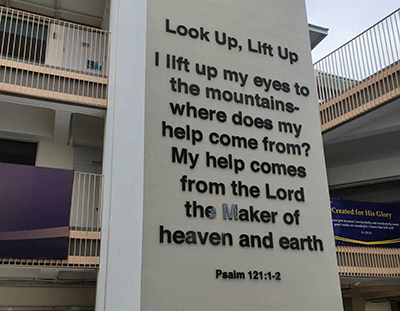 Look Up, Lift Up
I lift up my eyes to
the mountains-
where does my
help come from?
My help comes
from the Lord
the Maker of
heaven and earth
Psalm 121:1-2
Created for His Glory